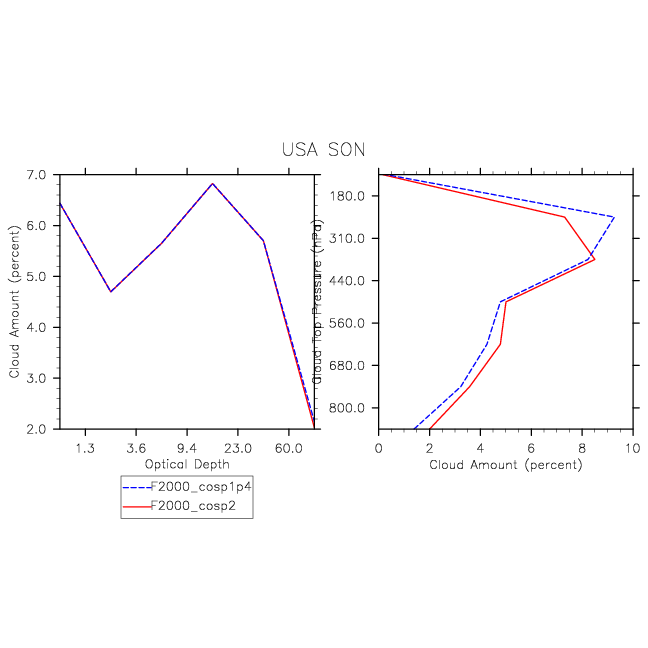 USA SON
Cloud Amount (percent)
7.0
6.0
5.0
4.0
3.0
2.0
1.3 3.6 9.4 23.0 60.0
Optical Depth
Cloud Top Pressure (hPa)
180.0
310.0
440.0
560.0
680.0
800.0
0 2 4 6 8 10
Cloud Amount (percent)
F2000_cosp1p4
F2000_cosp2